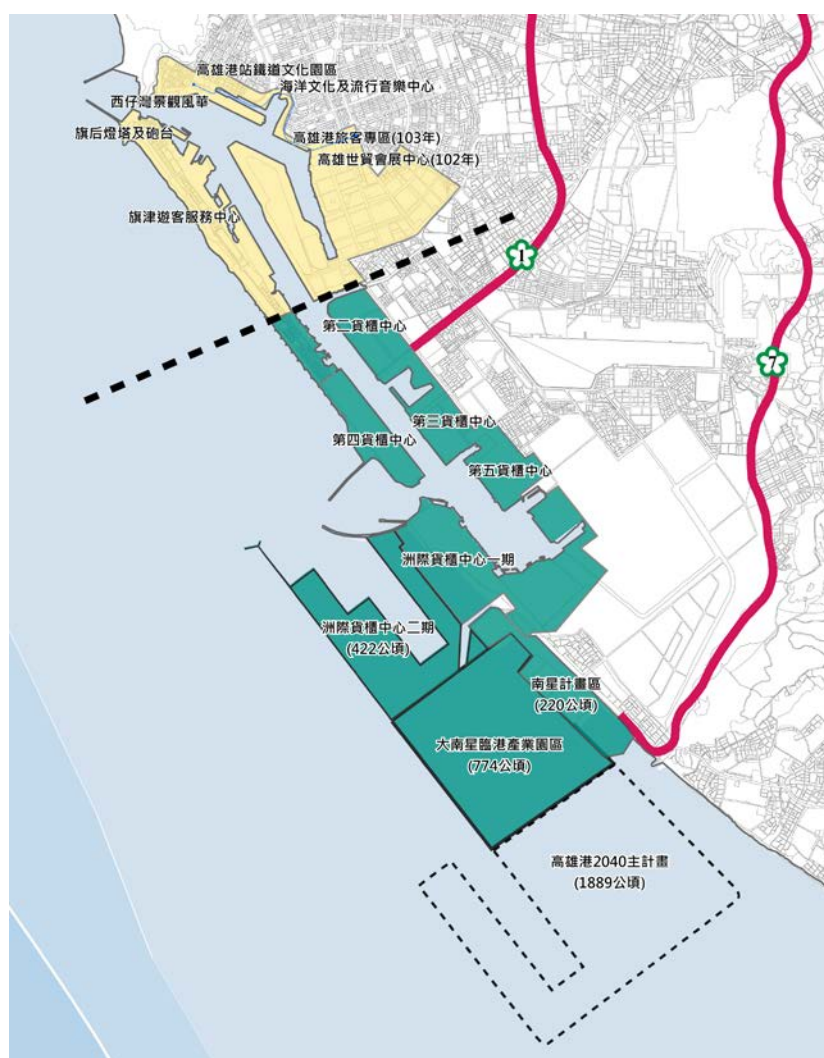 高雄港站鐵道文化園區
海洋文化及流行音樂中心
西仔灣景觀風華
旗后燈塔及砲台
高雄港旅客專區(103年)
高雄世貿會展中心(102年)
旗津遊客服務中心
1
第二貨櫃中心
7
第三貨櫃中心
第四貨櫃中心
第五貨櫃中心
洲際貨櫃中心一期
洲際貨櫃中心二期
(422公頃)
南星計畫區
(220公頃)
大南星臨港產業園區
(774公頃)
高雄港2040主計畫
(1889公頃)